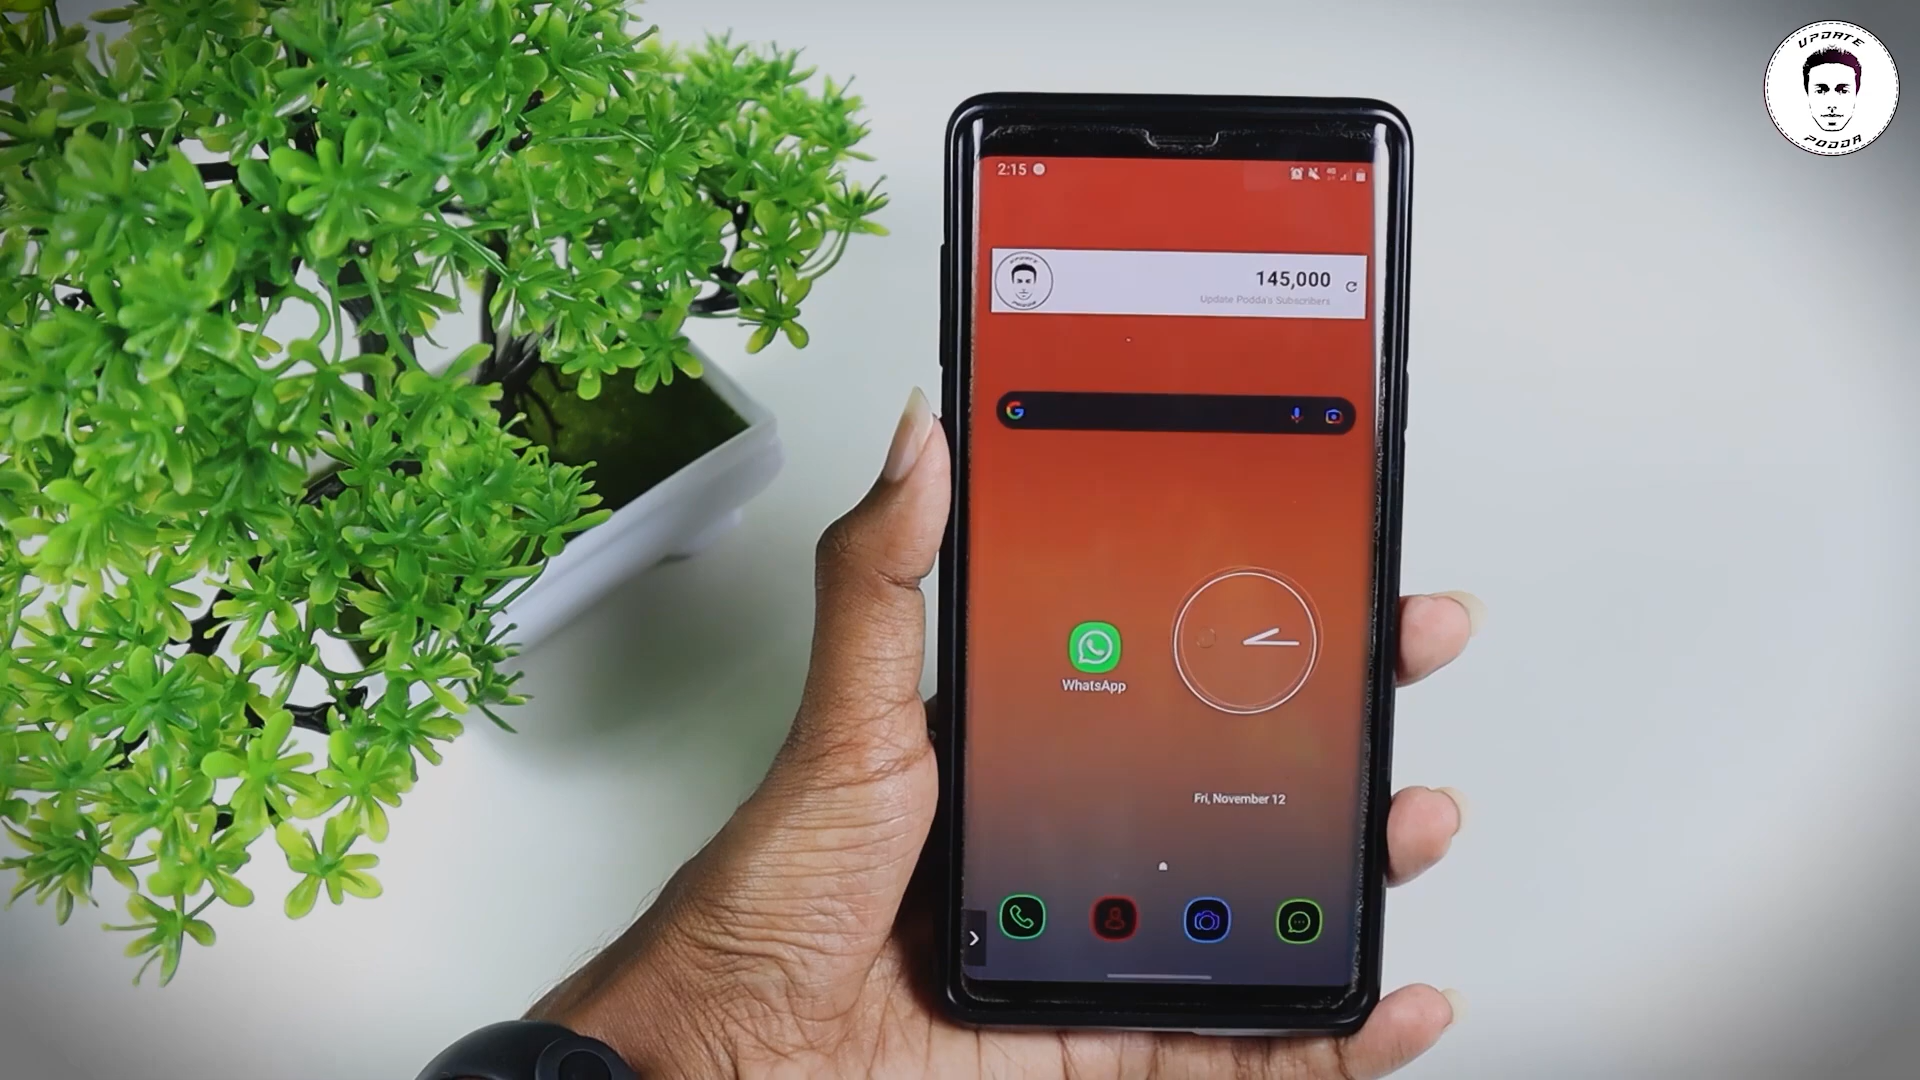 UPDATE
PODDA
2:15
145,000
Update Podda's Subscribers
WhatsApp
Fri, November 12